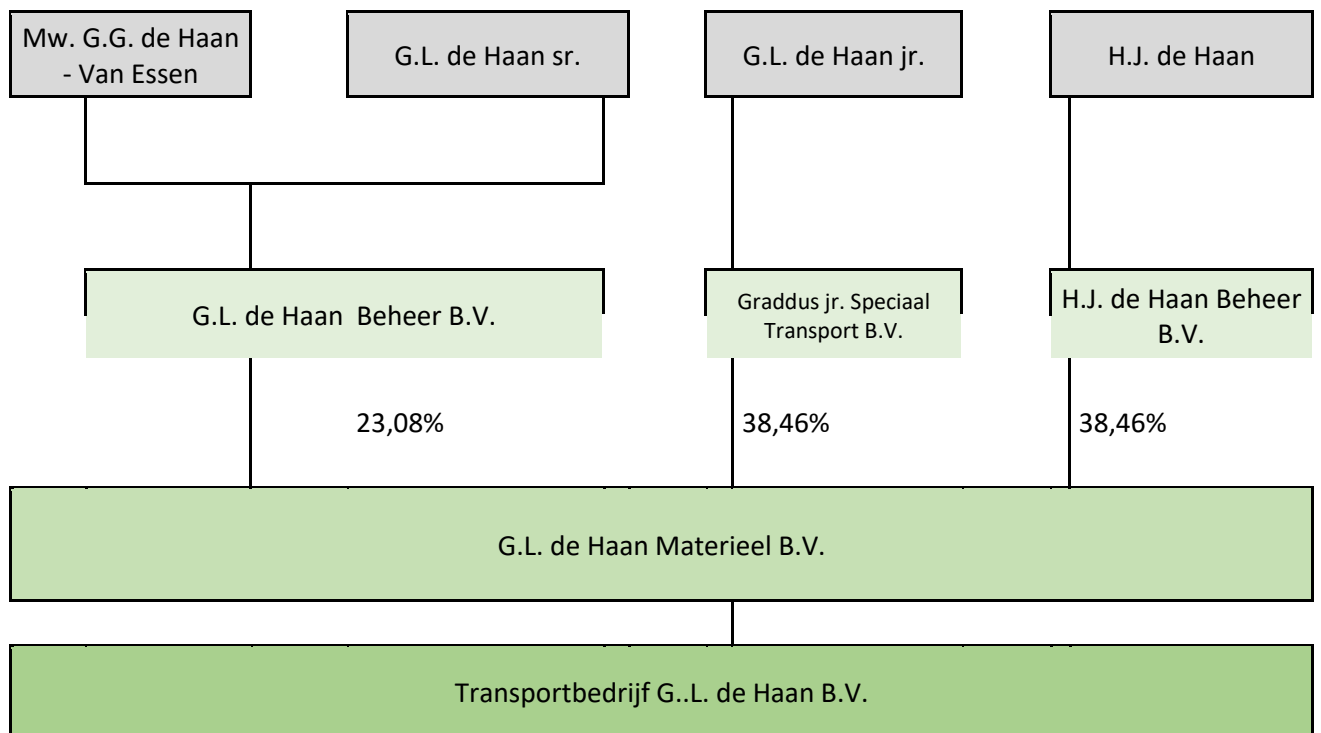 Mw. G.G. de Haan
- Van Essen
G.L. de Haan sr.
G.L. de Haan jr.
H.J. de Haan
G.L. de Haan  Beheer B.V.
Graddus jr. Speciaal
Transport B.V.
H.J. de Haan Beheer
B.V.
23,08%
38,46%
38,46%
G.L. de Haan Materieel B.V.
Transportbedrijf G..L. de Haan B.V.